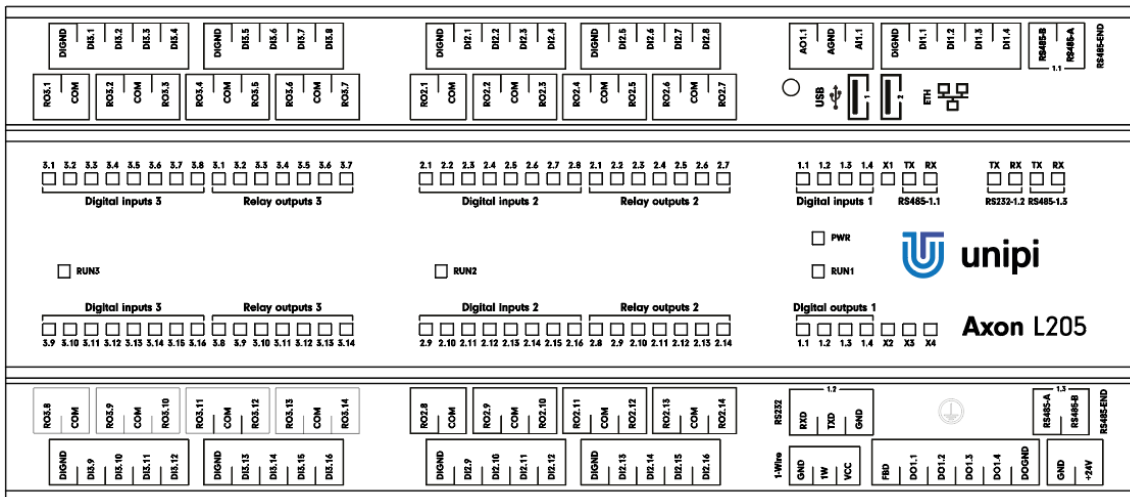 DIGND DI3.1 DI3.2 DI3.3 DI3.4
DIGND DI3.5 DI3.6 DI3.7 DI3.8
DIGND DI2.1 DI2.2 DI2.3 DI2.4
DIGND DI2.5 DI2.6 DI2.7 DI2.8
AO1.1 AGND AI1.1
DIGND DI1.1 DI1.2 DI1.3 DI1.4
RS485-B RS485-A
1.1
RS485-END
RO3.1 COM
RO3.2 COM RO3.3
RO3.4 COM RO3.5
RO3.6 COM RO3.7
RO2.1 COM
RO2.2 COM RO2.3
RO2.4 COM RO2.5
RO2.6 COM RO2.7
USB 1 2
ETH
3.1 3.2 3.3 3.4 3.5 3.6 3.7 3.8 3.1 3.2 3.3 3.4 3.5 3.6 3.7
Digital inputs 3 Relay outputs 3
2.1 2.2 2.3 2.4 2.5 2.6 2.7 2.8 2.1 2.2 2.3 2.4 2.5 2.6 2.7
Digital inputs 2 Relay outputs 2
1.1 1.2 1.3 1.4 X1 TX RX
Digital inputs 1 RS485-1.1
TX RX TX RX
RS232-1.2 RS485-1.3
PWR
RUN3
RUN2
RUN1
unipi
Digital inputs 3 Relay outputs 3
3.9 3.10 3.11 3.12 3.13 3.14 3.15 3.16 3.8 3.9 3.10 3.11 3.12 3.13 3.14
Digital Inputs 2 Relay outputs 2
2.9 2.10 2.11 2.12 2.13 2.14 2.15 2.16 2.8 2.9 2.10 2.11 2.12 2.13 2.14
Digital outputs 1
1.1 1.2 1.3 1.4 X2 X3 X4
Axon L205
RO3.8 COM
RO3.9 COM RO3.10
RO3.11 COM RO3.12
RO3.13 COM RO3.14
RO2.8 COM
RO2.9 COM RO2.10
RO2.11 COM RO2.12
RO2.13 COM RO2.14
RS232
1.2
RXD TXD GND
1.3
RS485-A RS485-B
RS485-END
DIGND DI3.9 DI3.10 DI3.11 DI3.12
DIGND DI3.13 DI3.14 DI3.15 DI3.16
DIGND DI2.9 DI2.10 DI2.11 DI2.12
DIGND DI2.13 DI2.14 DI2.15 DI2.16
1-Wire
GND 1W VCC
FBD DO1.1 DO1.2 DO1.3 DO1.4 DOGND
GND +24V